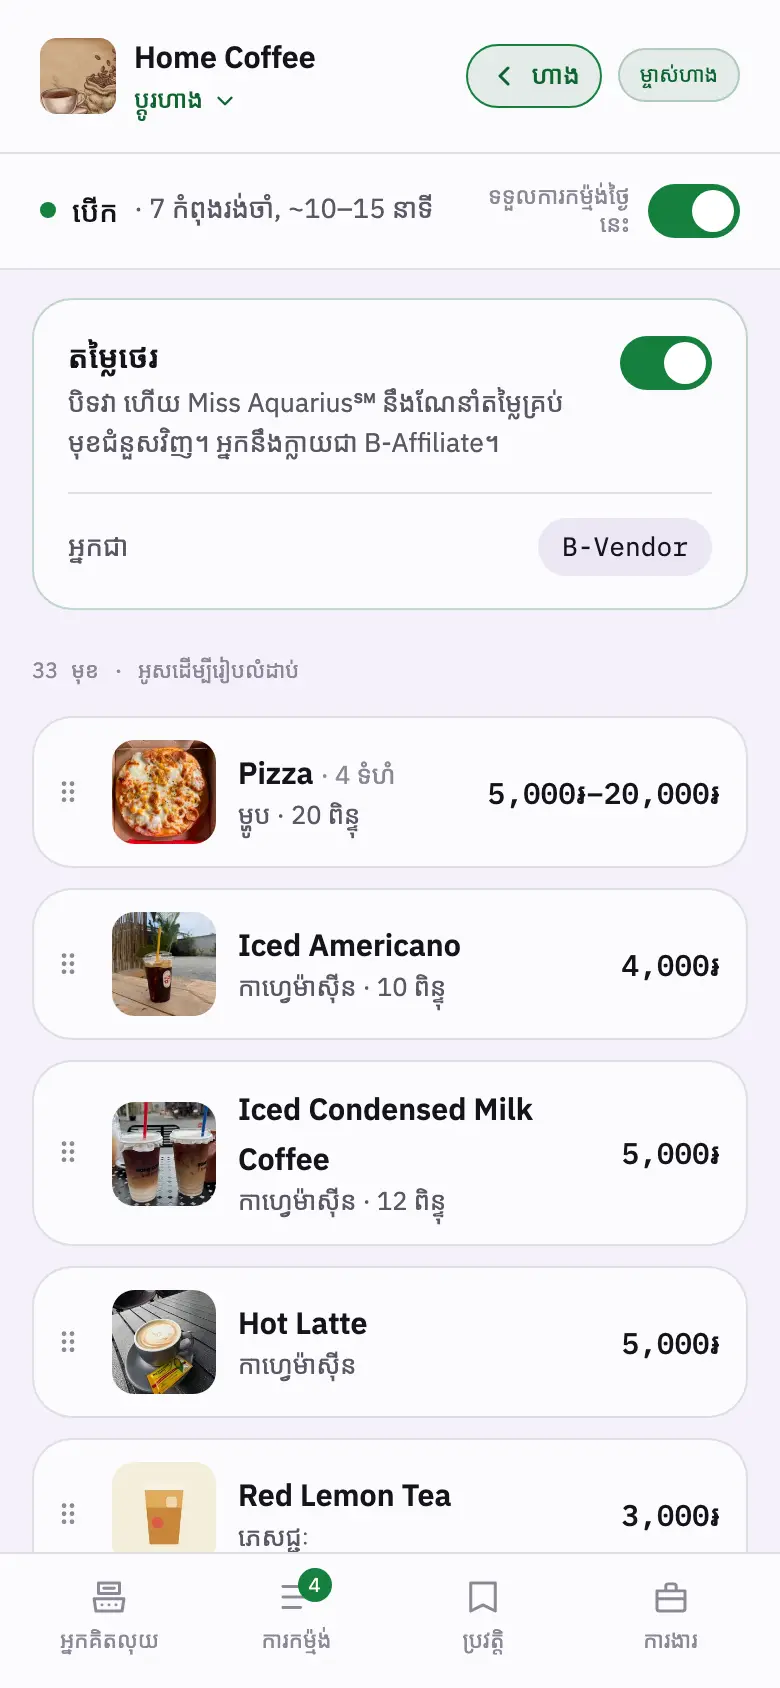 Home Coffee
ប្ដូរហាង
ហាង
ម្ចាស់ហាង
បើក · 7 កំពុងរង់ចាំ, ~10–15 នាទី
ទទួលការកម្ម៉ង់ថ្ងៃ
នេះ
តម្លៃថេរ
បិទវា ហើយ Miss Aquarius℠ នឹងណែនាំតម្លៃគ្រប់
មុខជំនួសវិញ។ អ្នកនឹងក្លាយជា B-Affiliate។
អ្នកជា
B-Vendor
33 មុខ · អូសដើម្បីរៀបលំដាប់
Pizza · 4 ទំហំ
ម្ហូប · 20 ពិន្ទុ
5,000៛–20,000៛
Iced Americano
កាហ្វេម៉ាស៊ីន · 10 ពិន្ទុ
4,000៛
Iced Condensed Milk
Coffee
កាហ្វេម៉ាស៊ីន · 12 ពិន្ទុ
5,000៛
Hot Latte
កាហ្វេម៉ាស៊ីន
5,000៛
Red Lemon Tea
ភេសជ្ជៈ
3,000៛
4
អ្នកគិតលុយ
ការកម្ម៉ង់
ប្រវត្តិ
ការងារ